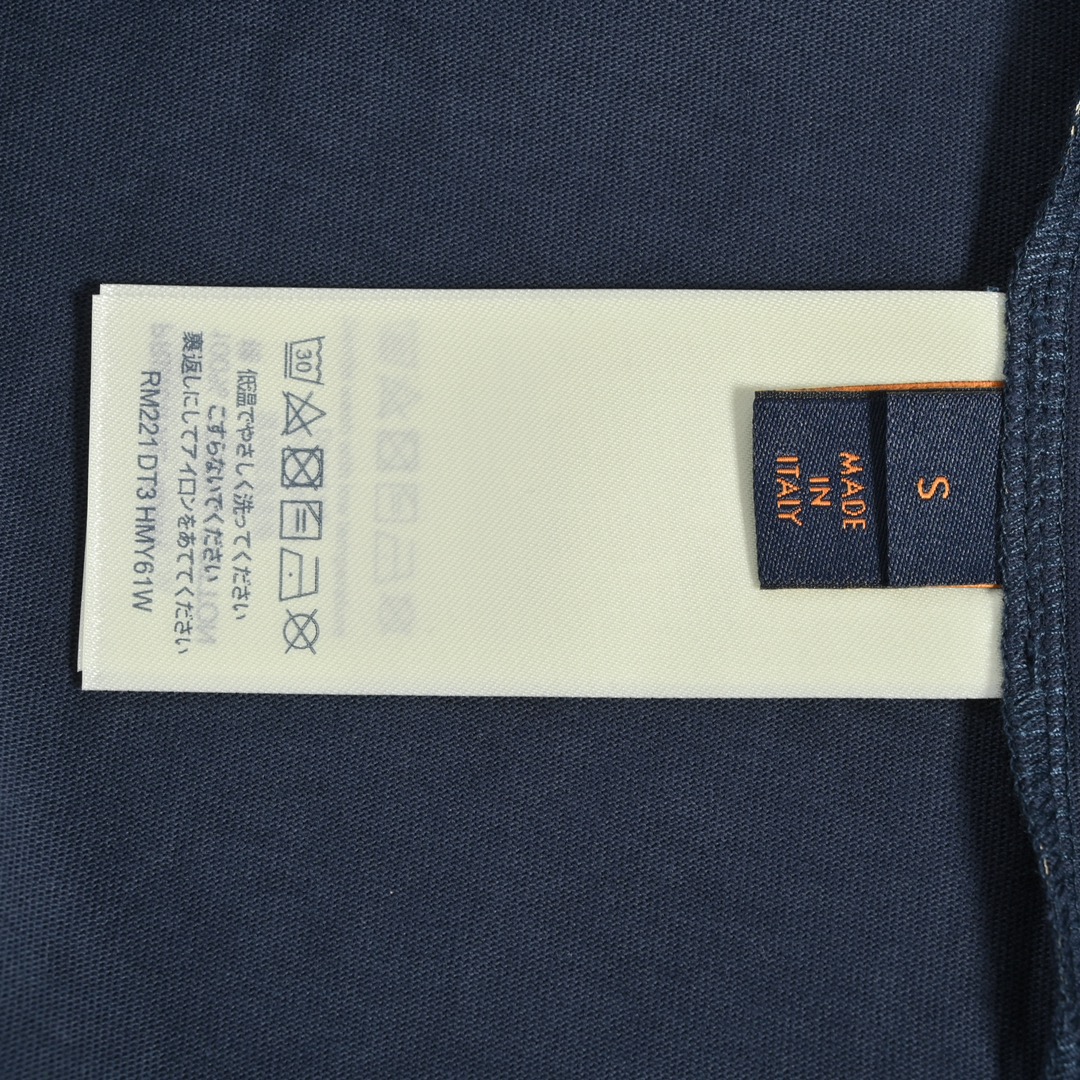 30
低温でやさしく洗ってください
こすらないでください
裏返しにしてアイロンをあててください
RM221 DT3 HMY61W
S
MADE
IN
ITALY